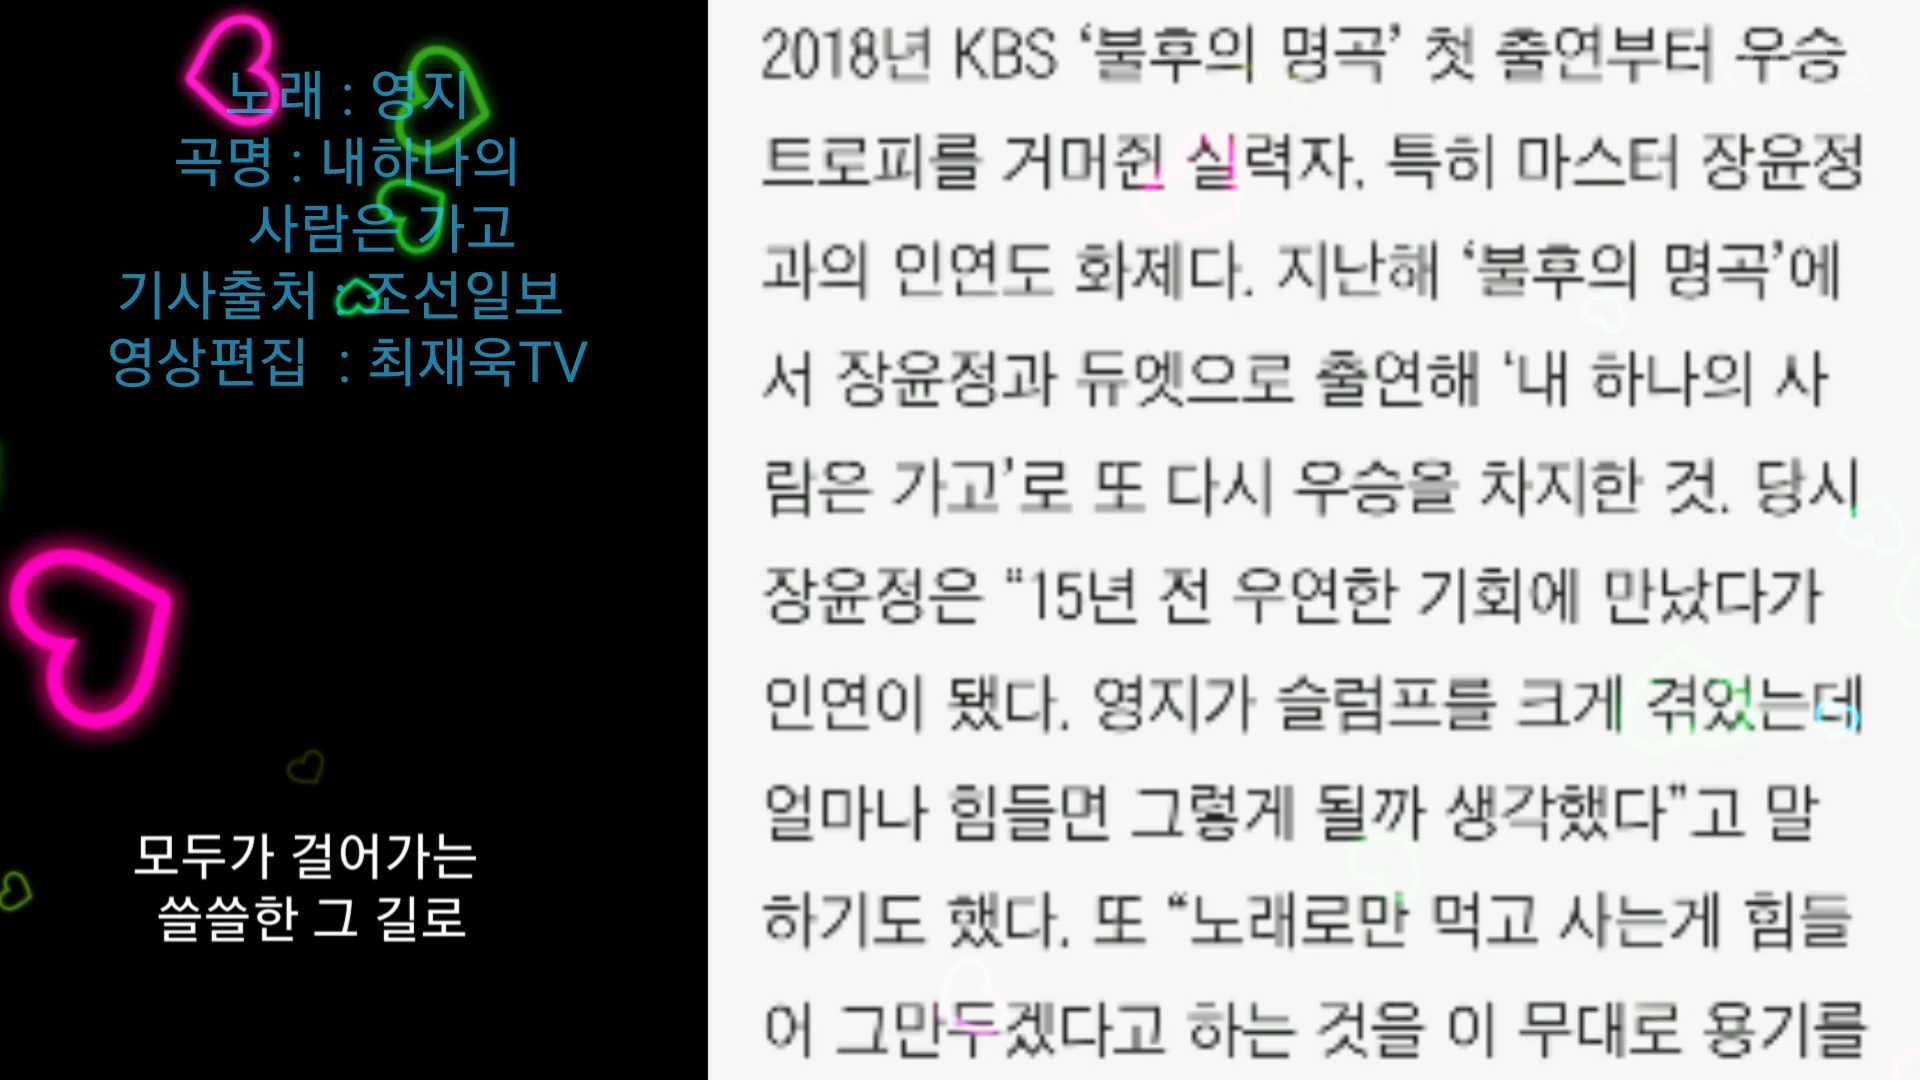 노래 : 영지
곡명 : 내하나의
사람은 가고
기사출처 : 조선일보
영상편집 : 최재욱TV
모두가 걸어가는
쓸쓸한 그 길로
2018년 KBS ‘불후의 명곡’ 첫 출연부터 우승
트로피를 거머쥔 실력자. 특히 마스터 장윤정
과의 인연도 화제다. 지난해 ‘불후의 명곡’에
서 장윤정과 듀엣으로 출연해 ‘내 하나의 사
람은 가고’로 또 다시 우승을 차지한 것. 당시
장윤정은 “15년 전 우연한 기회에 만났다가
인연이 됐다. 영지가 슬럼프를 크게 겪었는데
얼마나 힘들면 그렇게 될까 생각했다”고 말
하기도 했다. 또 “노래로만 먹고 사는게 힘들
어 그만두겠다고 하는 것을 이 무대로 용기를